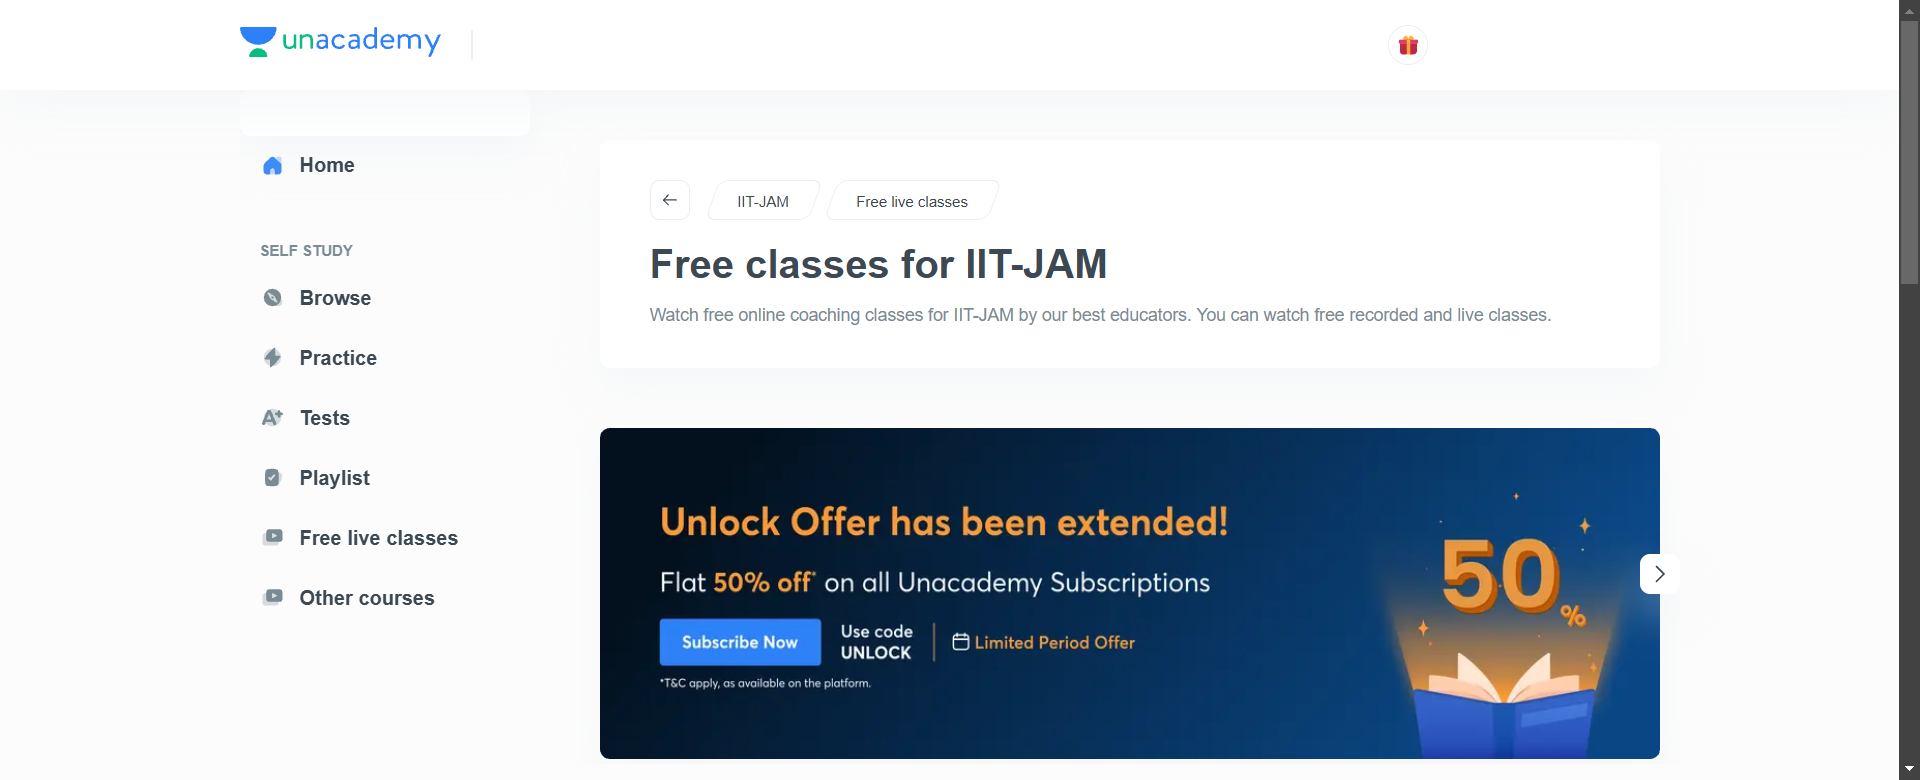 unacademy
Home
SELF STUDY
Browse
Practice
A+ Tests
Playlist
Free live classes
Other courses
IIT-JAM
Free live classes
Free classes for IIT-JAM
Watch free online coaching classes for IIT-JAM by our best educators. You can watch free recorded and live classes.
Unlock Offer has been extended!
Flat 50% off* on all Unacademy Subscriptions
Subscribe Now
Use code
UNLOCK
Limited Period Offer
*T&C apply, as available on the platform.
50%